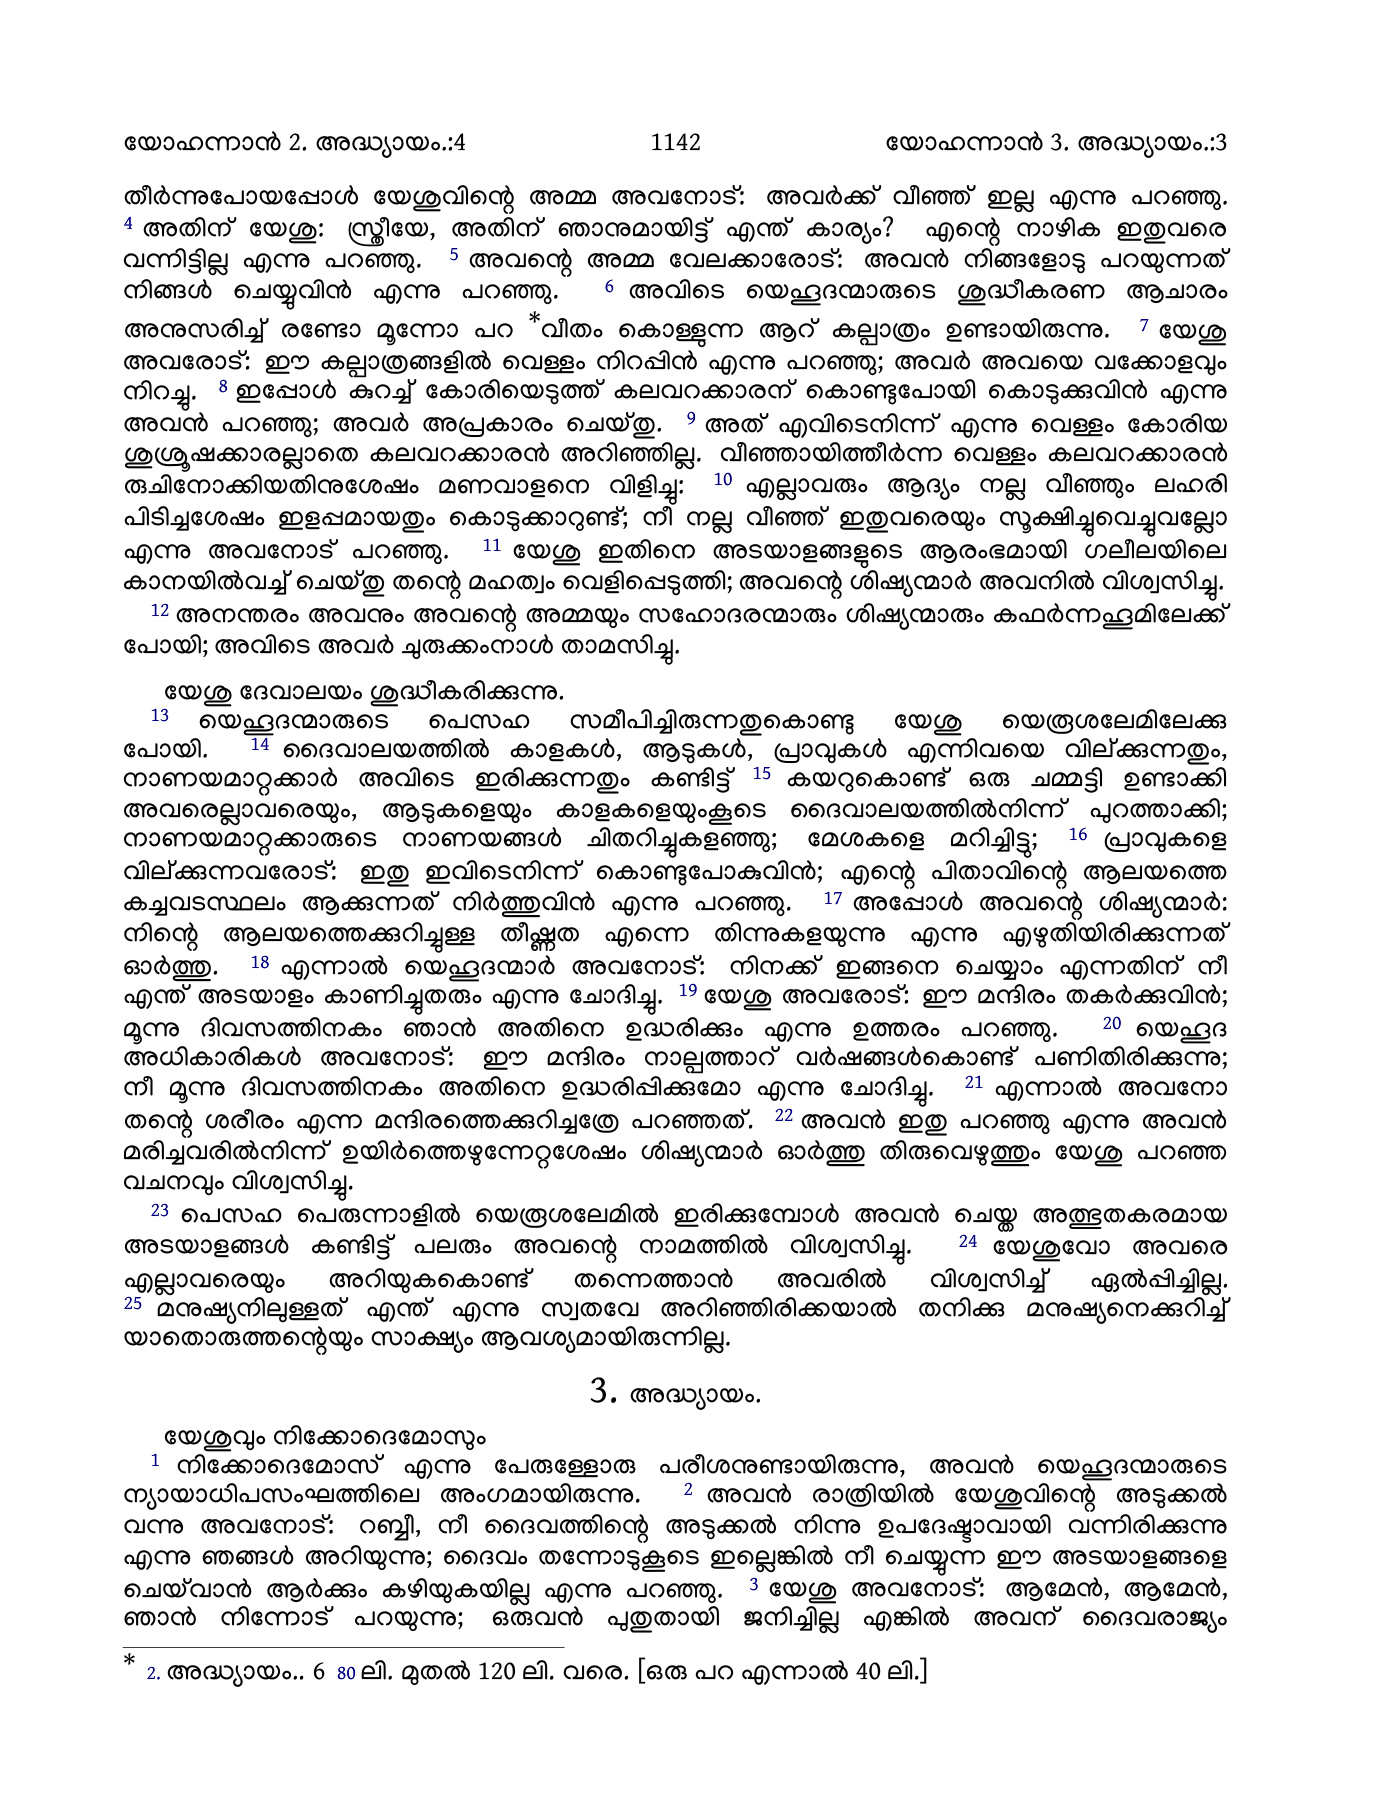 യോഹന്നാൻ 2. അദ്ധ്യായം.:4 1142 യോഹന്നാൻ 3. അദ്ധ്യായം.:3
തീർന്നുപോയപ്പോൾ യേശുവിന്റെ അമ്മ അവനോട്: അവർക്ക് വീഞ്ഞ് ഇല്ല എന്നു പറഞ്ഞു.
4 അതിന് യേശു: സ്ത്രീയേ, അതിന് ഞാനുമായിട്ട് എന്ത് കാര്യം? എന്റെ നാഴിക ഇതുവരെ
വന്നിട്ടില്ല എന്നു പറഞ്ഞു. 5 അവന്റെ അമ്മ വേലക്കാരോട്: അവൻ നിങ്ങളോടു പറയുന്നത്
നിങ്ങൾ ചെയ്യുവിൻ എന്നു പറഞ്ഞു. 6 അവിടെ യെഹൂദന്മാരുടെ ശുദ്ധീകരണ ആചാരം
അനുസരിച്ച് രണ്ടോ മൂന്നോ പറ *വീതം കൊള്ളുന്ന ആറ് കല്പാത്രം ഉണ്ടായിരുന്നു. 7 യേശു
അവരോട്: ഈ കല്പാത്രങ്ങളിൽ വെള്ളം നിറപ്പിൻ എന്നു പറഞ്ഞു; അവർ അവയെ വക്കോളവും
നിറച്ചു. 8 ഇപ്പോൾ കുറച്ച് കോരിയെടുത്ത് കലവറക്കാരന് കൊണ്ടുപോയി കൊടുക്കുവിൻ എന്നു
അവൻ പറഞ്ഞു; അവർ അപ്രകാരം ചെയ്തു. 9 അത് എവിടെനിന്ന് എന്നു വെള്ളം കോരിയ
ശുശ്രൂഷക്കാരല്ലാതെ കലവറക്കാരൻ അറിഞ്ഞില്ല. വീഞ്ഞായിത്തീർന്ന വെള്ളം കലവറക്കാരൻ
രുചിനോക്കിയതിനുശേഷം മണവാളനെ വിളിച്ചു: 10 എല്ലാവരും ആദ്യം നല്ല വീഞ്ഞും ലഹരി
പിടിച്ചശേഷം ഇളപ്പമായതും കൊടുക്കാറുണ്ട്; നീ നല്ല വീഞ്ഞ് ഇതുവരെയും സൂക്ഷിച്ചുവെച്ചുവല്ലോ
എന്നു അവനോട് പറഞ്ഞു. 11 യേശു ഇതിനെ അടയാളങ്ങളുടെ ആരംഭമായി ഗലീലയിലെ
കാനയിൽവച്ച് ചെയ്തു തന്റെ മഹത്വം വെളിപ്പെടുത്തി; അവന്റെ ശിഷ്യന്മാർ അവനിൽ വിശ്വസിച്ചു.
12 അനന്തരം അവനും അവന്റെ അമ്മയും സഹോദരന്മാരും ശിഷ്യന്മാരും കഫർന്നഹൂമിലേക്ക്
പോയി; അവിടെ അവർ ചുരുക്കംനാൾ താമസിച്ചു.
യേശു ദേവാലയം ശുദ്ധീകരിക്കുന്നു.
13 യെഹൂദന്മാരുടെ പെസഹ സമീപിച്ചിരുന്നതുകൊണ്ടു യേശു യെരൂശലേമിലേക്കു
പോയി. 14 ദൈവാലയത്തിൽ കാളകൾ, ആടുകൾ, പ്രാവുകൾ എന്നിവയെ വില്ക്കുന്നതും,
നാണയമാറ്റക്കാർ അവിടെ ഇരിക്കുന്നതും കണ്ടിട്ട് 15 കയറുകൊണ്ട് ഒരു ചമ്മട്ടി ഉണ്ടാക്കി
അവരെല്ലാവരെയും, ആടുകളെയും കാളകളെയുംകൂടെ ദൈവാലയത്തിൽനിന്ന് പുറത്താക്കി;
നാണയമാറ്റക്കാരുടെ നാണയങ്ങൾ ചിതറിച്ചുകളഞ്ഞു; മേശകളെ മറിച്ചിട്ടു; 16 പ്രാവുകളെ
വില്ക്കുന്നവരോട്: ഇതു ഇവിടെനിന്ന് കൊണ്ടുപോകുവിൻ; എന്റെ പിതാവിന്റെ ആലയത്തെ
കച്ചവടസ്ഥലം ആക്കുന്നത് നിർത്തുവിൻ എന്നു പറഞ്ഞു. 17 അപ്പോൾ അവന്റെ ശിഷ്യന്മാർ:
നിന്റെ ആലയത്തെക്കുറിച്ചുള്ള തീഷ്ണത എന്നെ തിന്നുകളയുന്നു എന്നു എഴുതിയിരിക്കുന്നത്
ഓർത്തു. 18 എന്നാൽ യെഹൂദന്മാർ അവനോട്: നിനക്ക് ഇങ്ങനെ ചെയ്യാം എന്നതിന് നീ
എന്ത് അടയാളം കാണിച്ചുതരും എന്നു ചോദിച്ചു. 19 യേശു അവരോട്: ഈ മന്ദിരം തകർക്കുവിൻ;
മൂന്നു ദിവസത്തിനകം ഞാൻ അതിനെ ഉദ്ധരിക്കും എന്നു ഉത്തരം പറഞ്ഞു. 20 യെഹൂദ
അധികാരികൾ അവനോട്: ഈ മന്ദിരം നാല്പത്താറ് വർഷങ്ങൾകൊണ്ട് പണിതിരിക്കുന്നു;
നീ മൂന്നു ദിവസത്തിനകം അതിനെ ഉദ്ധരിപ്പിക്കുമോ എന്നു ചോദിച്ചു. 21 എന്നാൽ അവനോ
തന്റെ ശരീരം എന്ന മന്ദിരത്തെക്കുറിച്ചത്രേ പറഞ്ഞത്. 22 അവൻ ഇതു പറഞ്ഞു എന്നു അവൻ
മരിച്ചവരിൽനിന്ന് ഉയിർത്തെഴുന്നേറ്റശേഷം ശിഷ്യന്മാർ ഓർത്തു തിരുവെഴുത്തും യേശു പറഞ്ഞ
വചനവും വിശ്വസിച്ചു.
23 പെസഹ പെരുന്നാളിൽ യെരൂശലേമിൽ ഇരിക്കുമ്പോൾ അവൻ ചെയ്ത അത്ഭുതകരമായ
അടയാളങ്ങൾ കണ്ടിട്ട് പലരും അവന്റെ നാമത്തിൽ വിശ്വസിച്ചു. 24 യേശുവോ അവരെ
എല്ലാവരെയും അറിയുകകൊണ്ട് തന്നെത്താൻ അവരിൽ വിശ്വസിച്ച് ഏൽപ്പിച്ചില്ല.
25 മനുഷ്യനിലുള്ളത് എന്ത് എന്നു സ്വതവേ അറിഞ്ഞിരിക്കയാൽ തനിക്കു മനുഷ്യനെക്കുറിച്ച്
യാതൊരുത്തന്റെയും സാക്ഷ്യം ആവശ്യമായിരുന്നില്ല.
3. അദ്ധ്യായം.
യേശുവും നിക്കോദെമോസും
1 നിക്കോദെമോസ് എന്നു പേരുള്ളോരു പരീശനുണ്ടായിരുന്നു, അവൻ യെഹൂദന്മാരുടെ
ന്യായാധിപസംഘത്തിലെ അംഗമായിരുന്നു. 2 അവൻ രാത്രിയിൽ യേശുവിന്റെ അടുക്കൽ
വന്നു അവനോട്: റബ്ബീ, നീ ദൈവത്തിന്റെ അടുക്കൽ നിന്നു ഉപദേഷ്ടാവായി വന്നിരിക്കുന്നു
എന്നു ഞങ്ങൾ അറിയുന്നു; ദൈവം തന്നോടുകൂടെ ഇല്ലെങ്കിൽ നീ ചെയ്യുന്ന ഈ അടയാളങ്ങളെ
ചെയ്‌വാൻ ആർക്കും കഴിയുകയില്ല എന്നു പറഞ്ഞു. 3 യേശു അവനോട്: ആമേൻ, ആമേൻ,
ഞാൻ നിന്നോട് പറയുന്നു; ഒരുവൻ പുതുതായി ജനിച്ചില്ല എങ്കിൽ അവന് ദൈവരാജ്യം
* 2. അദ്ധ്യായം.. 6 80 ലി. മുതൽ 120 ലി. വരെ. [ഒരു പറ എന്നാൽ 40 ലി.]